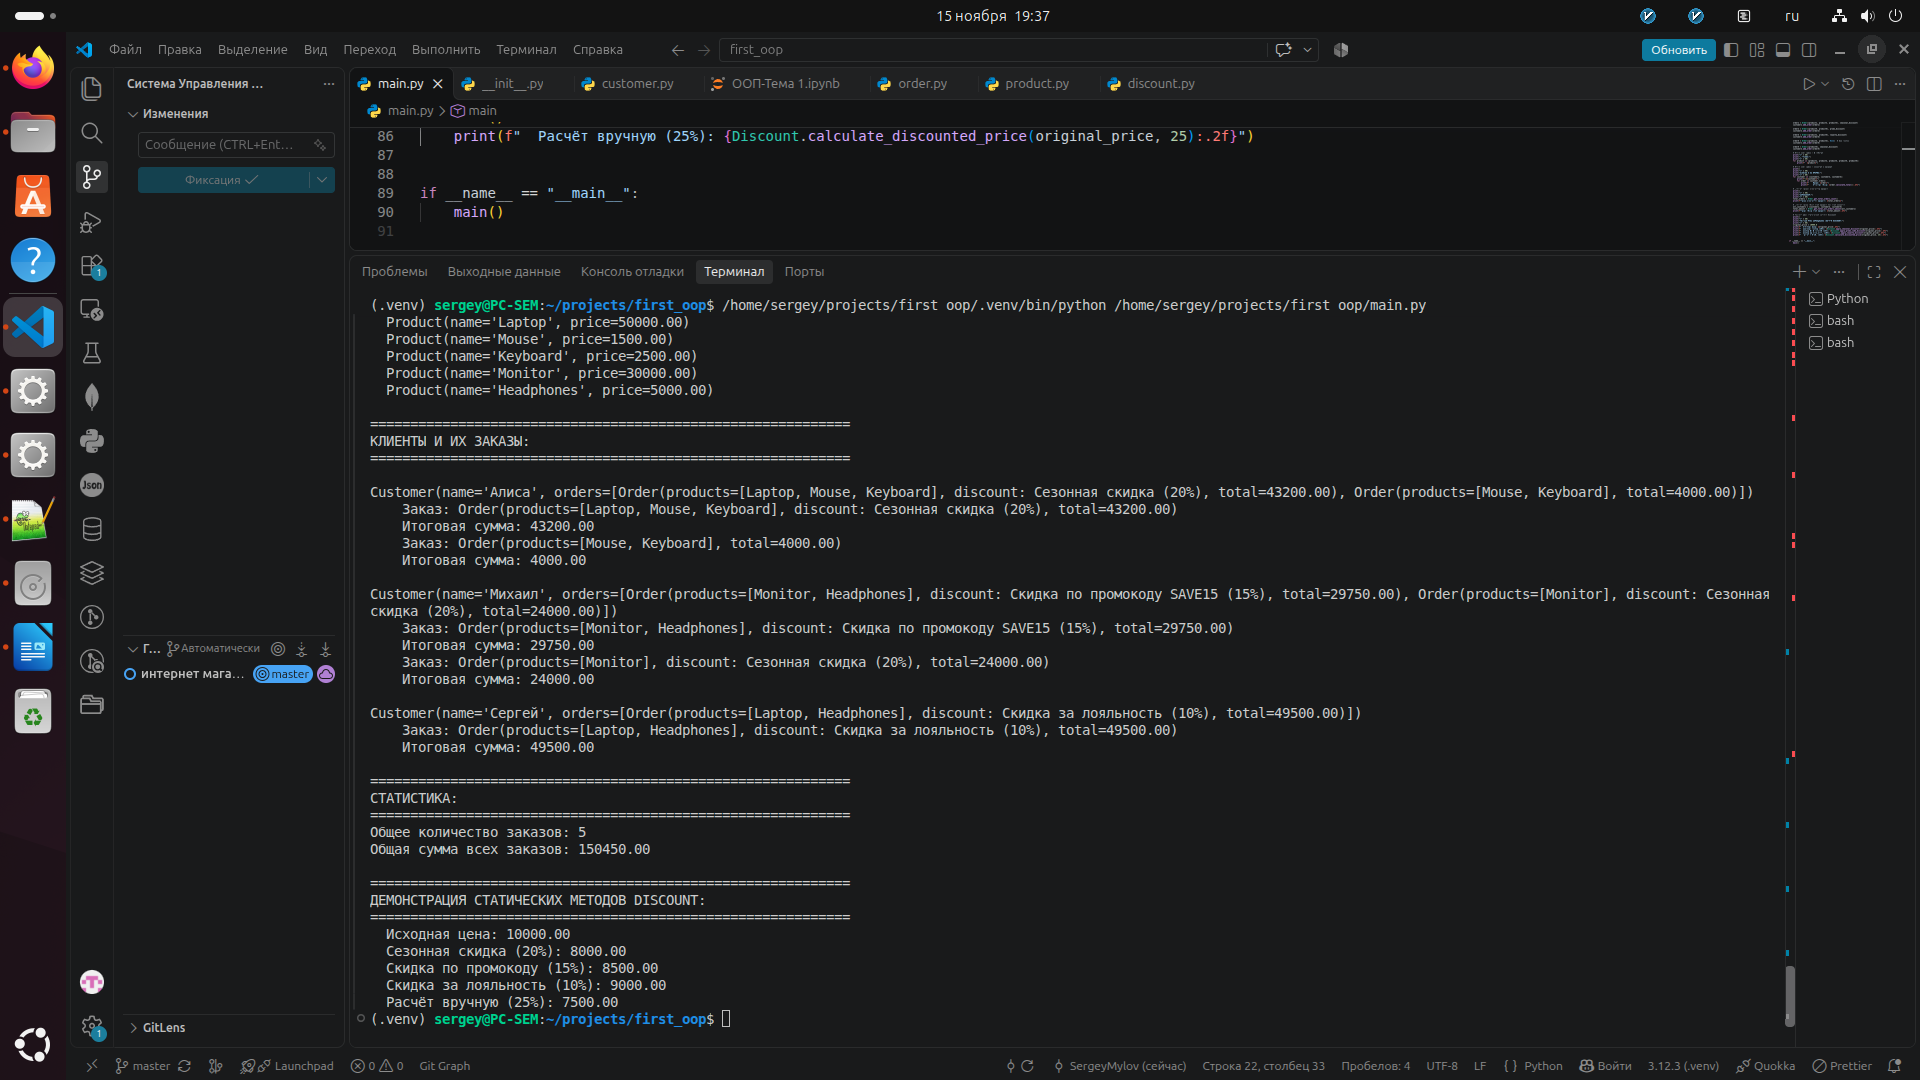 15 ноября 19:37
ru
Файл Правка Выделение Вид Переход Выполнить Терминал Справка
first_oop
Обновить
Система Управления ...
main.py __init__.py customer.py ООП-Тема 1.ipynb order.py product.py discount.py
Изменения
main.py > main
Сообщение (CTRL+Ent...
Фиксация
86 print(f"  Расчёт вручную (25%): {Discount.calculate_discounted_price(original_price, 25):.2f}")
87
88
89 if __name__ == "__main__":
90 main()
91
Проблемы Выходные данные Консоль отладки Терминал Порты
Python
bash
bash
(.venv) sergey@PC-SEM:~/projects/first_oop$ /home/sergey/projects/first oop/.venv/bin/python /home/sergey/projects/first oop/main.py
Product(name='Laptop', price=50000.00)
Product(name='Mouse', price=1500.00)
Product(name='Keyboard', price=2500.00)
Product(name='Monitor', price=30000.00)
Product(name='Headphones', price=5000.00)
============================================================
КЛИЕНТЫ И ИХ ЗАКАЗЫ:
============================================================
Customer(name='Алиса', orders=[Order(products=[Laptop, Mouse, Keyboard], discount: Сезонная скидка (20%), total=43200.00), Order(products=[Mouse, Keyboard], total=4000.00)])
Заказ: Order(products=[Laptop, Mouse, Keyboard], discount: Сезонная скидка (20%), total=43200.00)
Итоговая сумма: 43200.00
Заказ: Order(products=[Mouse, Keyboard], total=4000.00)
Итоговая сумма: 4000.00
Customer(name='Михаил', orders=[Order(products=[Monitor, Headphones], discount: Скидка по промокоду SAVE15 (15%), total=29750.00), Order(products=[Monitor], discount: Сезонная
скидка (20%), total=24000.00)])
Заказ: Order(products=[Monitor, Headphones], discount: Скидка по промокоду SAVE15 (15%), total=29750.00)
Итоговая сумма: 29750.00
Заказ: Order(products=[Monitor], discount: Сезонная скидка (20%), total=24000.00)
Итоговая сумма: 24000.00
Customer(name='Сергей', orders=[Order(products=[Laptop, Headphones], discount: Скидка за лояльность (10%), total=49500.00)])
Заказ: Order(products=[Laptop, Headphones], discount: Скидка за лояльность (10%), total=49500.00)
Итоговая сумма: 49500.00
============================================================
СТАТИСТИКА:
============================================================
Общее количество заказов: 5
Общая сумма всех заказов: 150450.00
============================================================
ДЕМОНСТРАЦИЯ СТАТИЧЕСКИХ МЕТОДОВ DISCOUNT:
============================================================
Исходная цена: 10000.00
Сезонная скидка (20%): 8000.00
Скидка по промокоду (15%): 8500.00
Скидка за лояльность (10%): 9000.00
Расчёт вручную (25%): 7500.00
(.venv) sergey@PC-SEM:~/projects/first_oop$
1
Json
Г... Автоматически
интернет мага... master
GitLens
1
master Launchpad 0 0 Git Graph
SergeyMylov (сейчас) Строка 22, столбец 33 Пробелов: 4 UTF-8 LF { } Python Войти 3.12.3 (.venv) Quokka Prettier